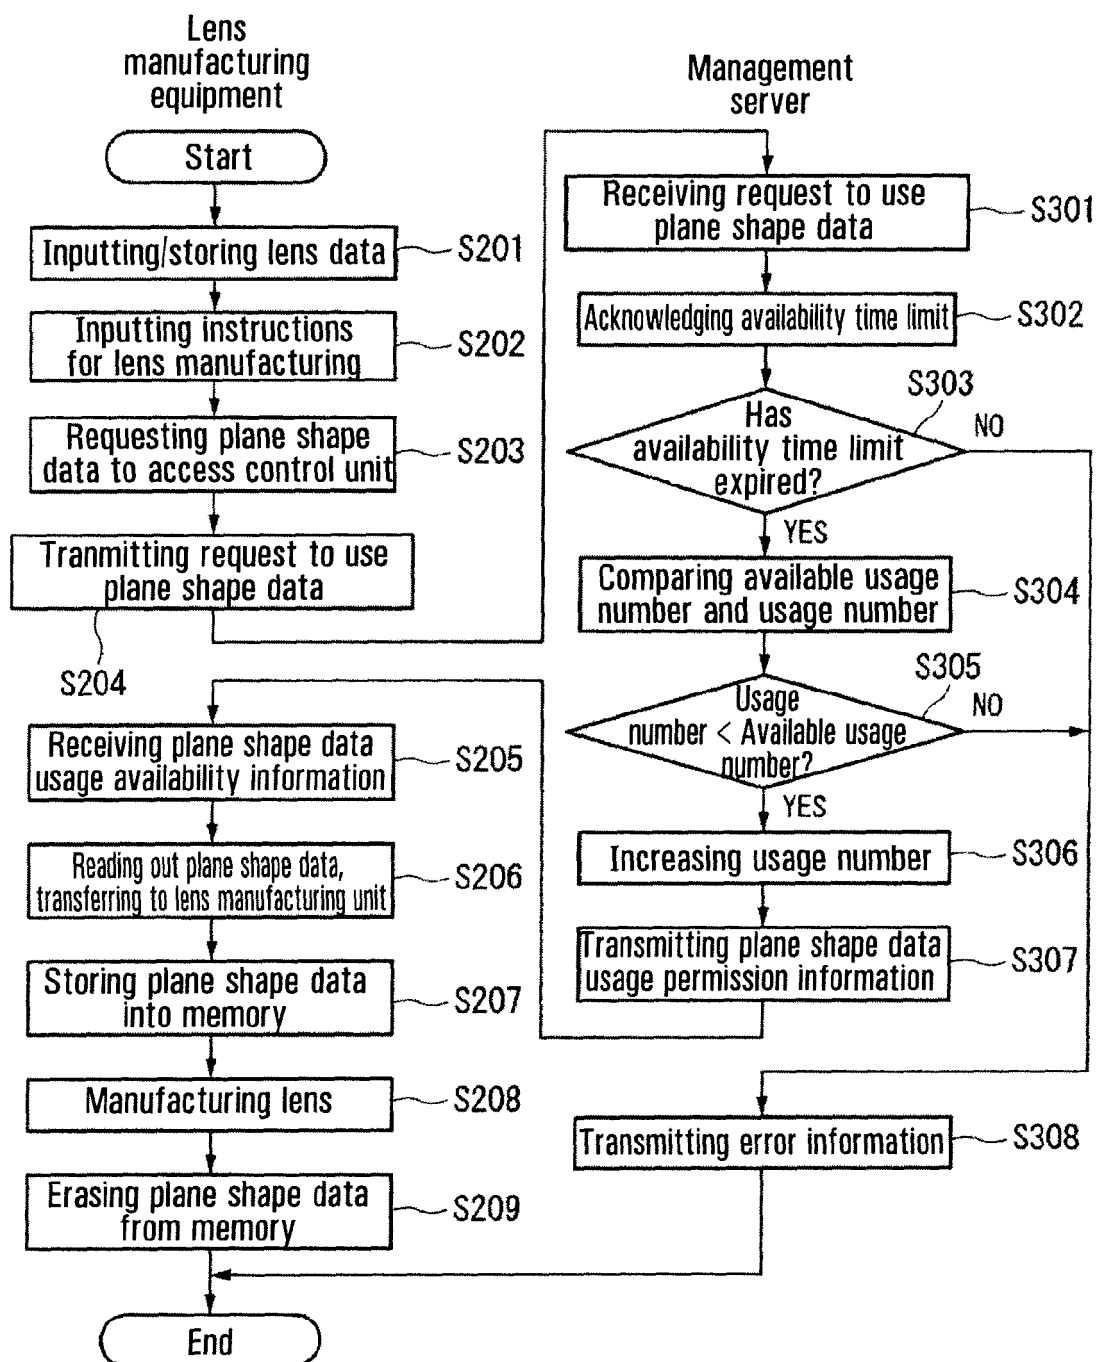 Lens
manufacturing
equipment
Start
Inputting/storing lens data
S201
Inputting instructions
for lens manufacturing
S202
Requesting plane shape
data to access control unit
S203
Tranmitting request to use
plane shape data
S204
Receiving plane shape data
usage availability information
S205
Reading out plane shape data,
transferring to lens manufacturing unit
S206
Storing plane shape data
into memory
S207
Manufacturing lens
S208
Erasing plane shape data
from memory
S209
End
Management
server
Receiving request to use
plane shape data
S301
Acknowledging availability time limit
S302
S303
Has
availability time limit
expired?
NO
YES
Comparing available usage
number and usage number
S304
S305
Usage
number < Available usage
number?
NO
YES
Increasing usage number
S306
Transmitting plane shape data
usage permission information
S307
Transmitting error information
S308